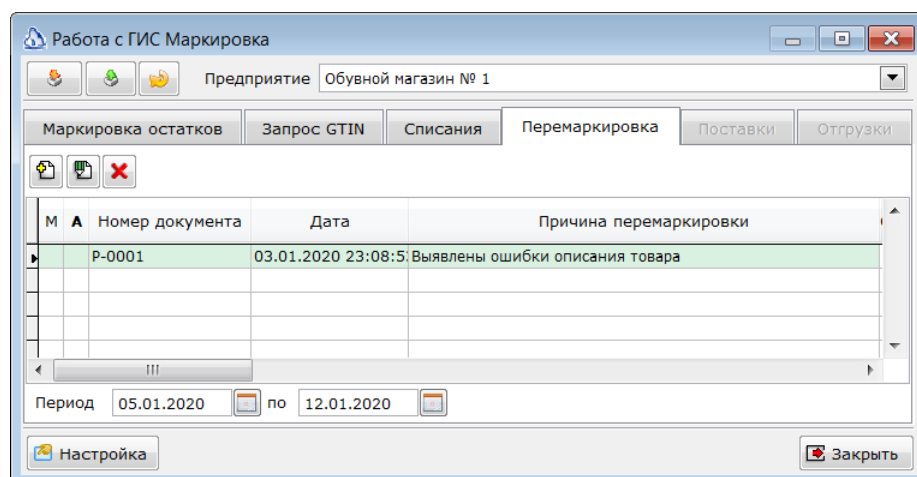 Работа с ГИС Маркировка
Предприятие Обувной магазин № 1
Маркировка остатков Запрос GTIN Списания Перемаркировка Поставки Отгрузки
М А Номер документа Дата Причина перемаркировки
Р-0001 03.01.2020 23:08:5 Выявлены ошибки описания товара
Период 05.01.2020 по 12.01.2020
Настройка Закрыть